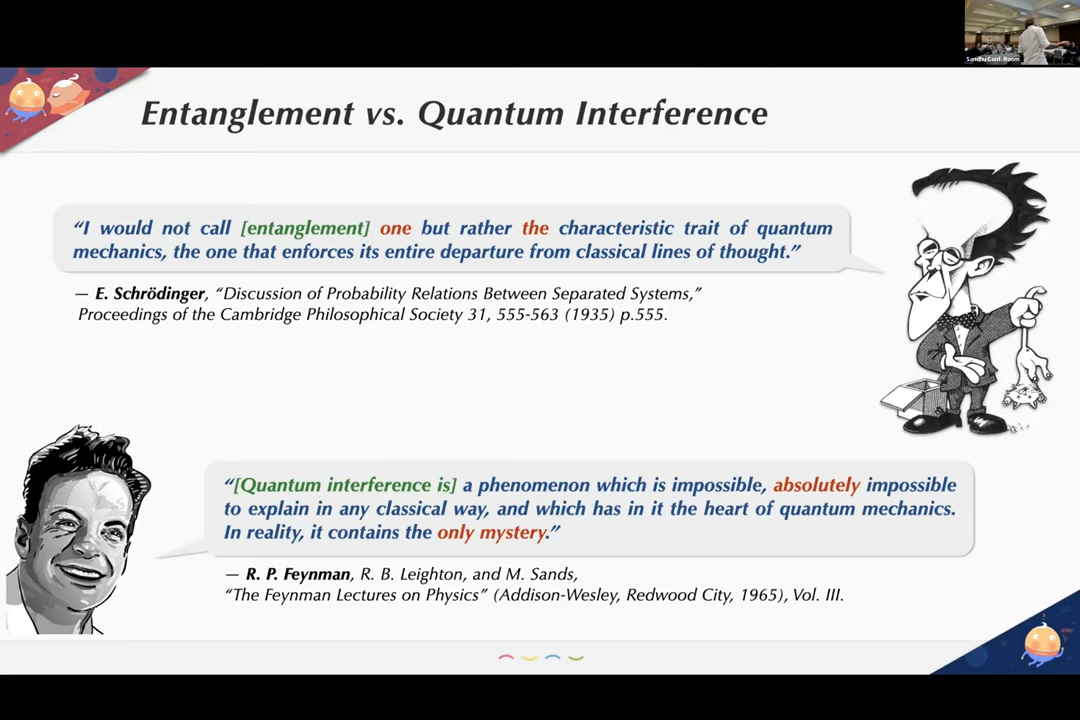 Sandhu Conf. Room
Entanglement vs. Quantum Interference
“I would not call [entanglement] one but rather the characteristic trait of quantum
mechanics, the one that enforces its entire departure from classical lines of thought.”
— E. Schrödinger, “Discussion of Probability Relations Between Separated Systems,”
Proceedings of the Cambridge Philosophical Society 31, 555-563 (1935) p.555.
“[Quantum interference is] a phenomenon which is impossible, absolutely impossible
to explain in any classical way, and which has in it the heart of quantum mechanics.
In reality, it contains the only mystery.”
— R. P. Feynman, R. B. Leighton, and M. Sands,
“The Feynman Lectures on Physics” (Addison-Wesley, Redwood City, 1965), Vol. III.